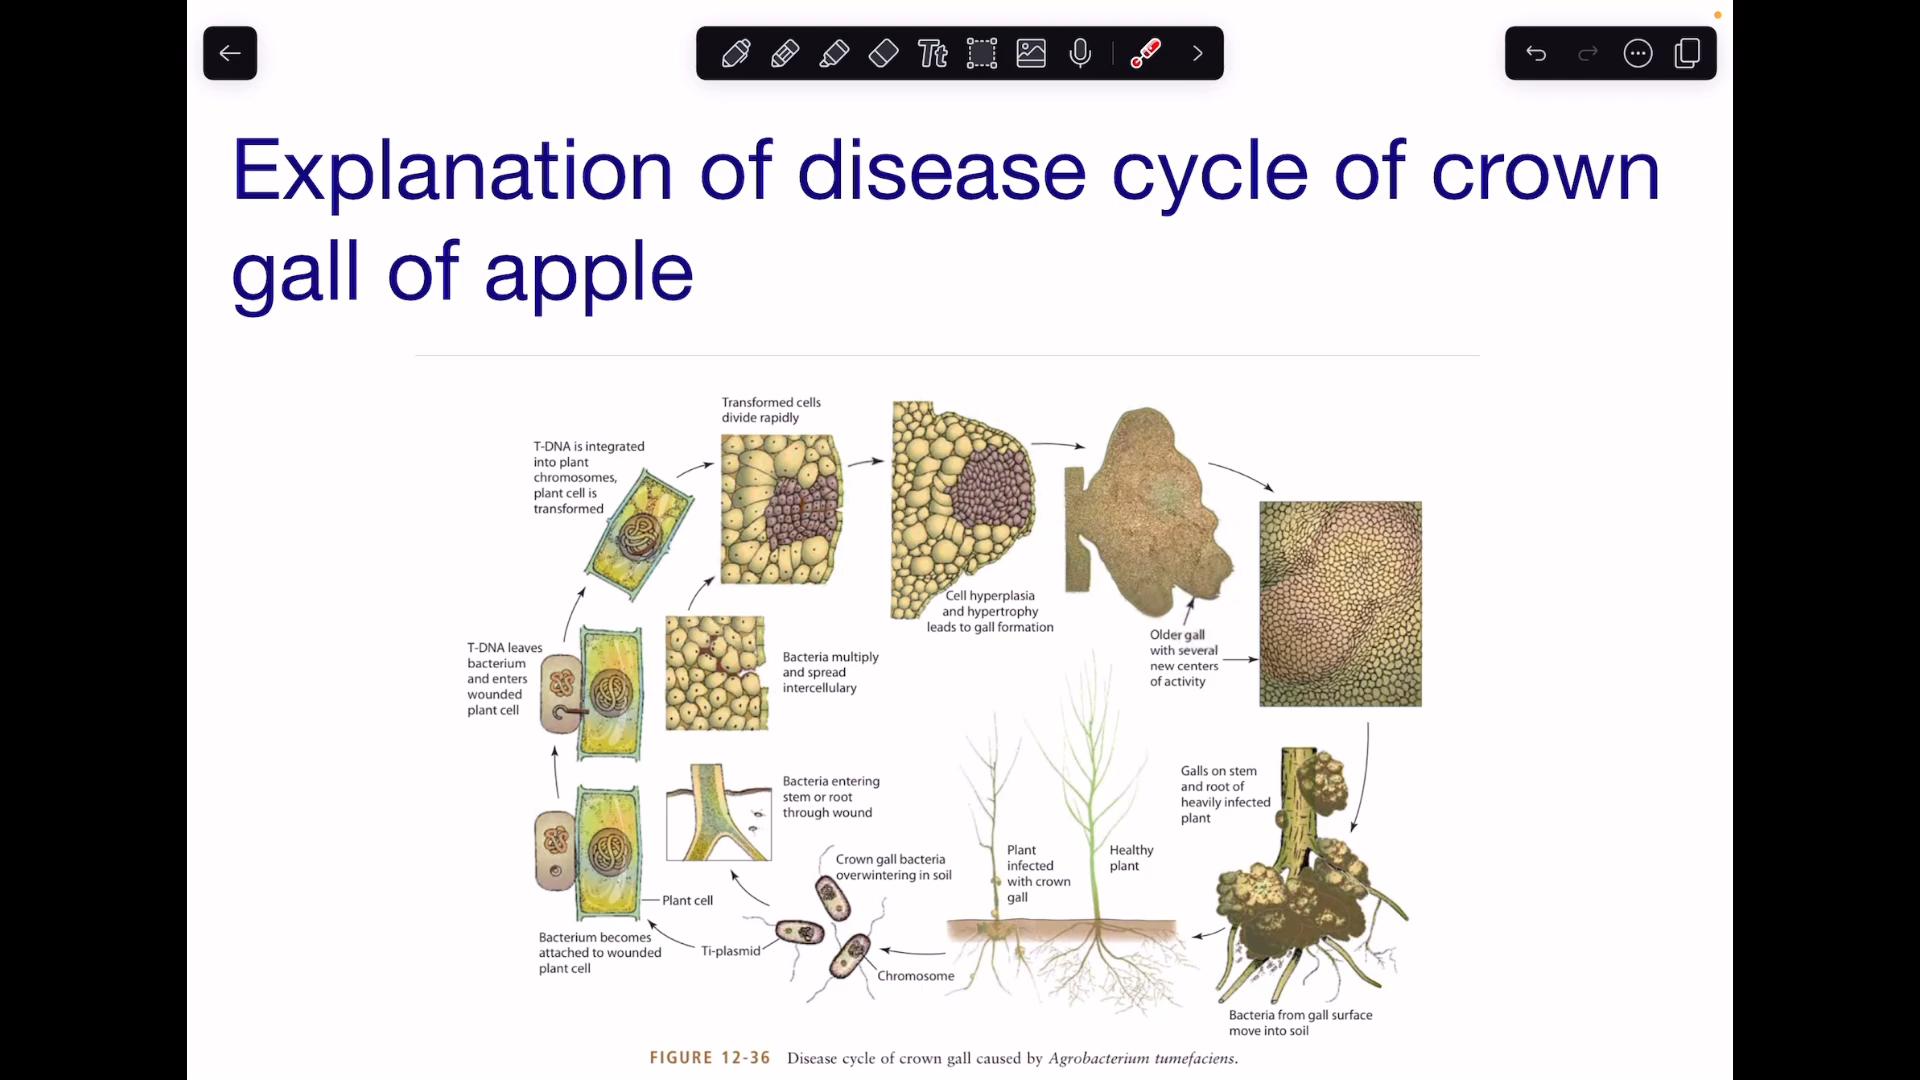 Tt
Explanation of disease cycle of crown
gall of apple
Transformed cells
divide rapidly
T-DNA is integrated
into plant
chromosomes,
plant cell is
transformed
Cell hyperplasia
and hypertrophy
leads to gall formation
Older gall
with several
new centers
of activity
T-DNA leaves
bacterium
and enters
wounded
plant cell
Bacteria multiply
and spread
intercellulary
Bacteria entering
stem or root
through wound
Galls on stem
and root of
heavily infected
plant
Crown gall bacteria
overwintering in soil
Plant
infected
with crown
gall
Healthy
plant
Plant cell
Bacterium becomes
attached to wounded
plant cell
Ti-plasmid
Chromosome
Bacteria from gall surface
move into soil
FIGURE 12-36 Disease cycle of crown gall caused by Agrobacterium tumefaciens.